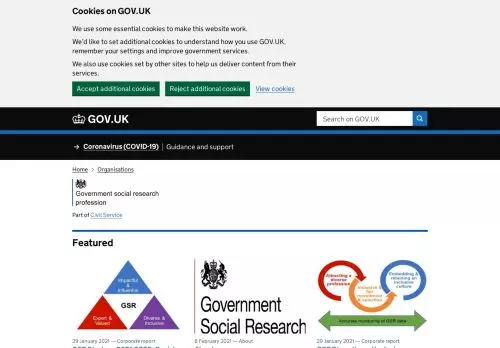 Cookies on GOV.UK
We use some essential cookies to make this website work.
We'd like to set additional cookies to understand how you use GOV.UK,
remember your settings and improve government services.
We also use cookies set by other sites to help us deliver content from their
services.
Accept additional cookies Reject additional cookies View cookies
GOV.UK Search on GOV.UK
→ Coronavirus (COVID-19) Guidance and support
Home > Organisations
Government social research
profession
Part of Civil Service
Featured
Impactful &
Influential
GSR
Expert &
Valued
Diverse &
Inclusive
Government
Social Research
Attracting a
diverse
profession
Embedding &
retaining an
inclusive
culture
Accurate monitoring of GSR data
29 January 2021 — Corporate report
8 February 2021 — About
29 January 2021 — Corporate report